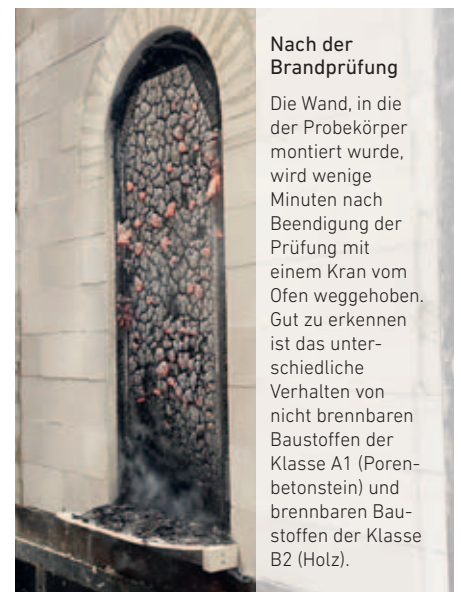 Nach der
Brandprüfung
Die Wand, in die
der Probekörper
montiert wurde,
wird wenige
Minuten nach
Beendigung der
Prüfung mit
einem Kran vom
Ofen weggehoben.
Gut zu erkennen
ist das unter-
schiedliche
Verhalten von
nicht brennbaren
Baustoffen der
Klasse A1 (Poren-
betonstein) und
brennbaren Bau-
stoffen der Klasse
B2 (Holz).